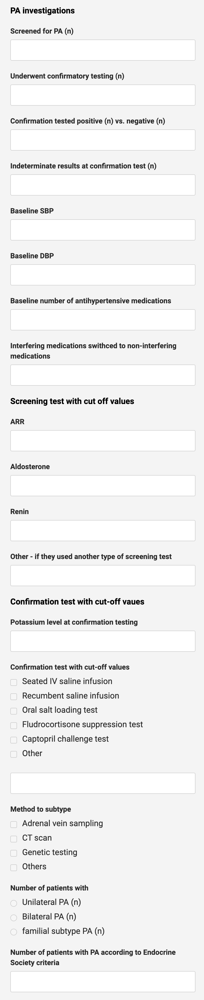 PA investigations
Screened for PA (n)
Underwent confirmatory testing (n)
Confirmation tested positive (n) vs. negative (n)
Indeterminate results at confirmation test (n)
Baseline SBP
Baseline DBP
Baseline number of antihypertensive medications
Interfering medications swithced to non-interfering
medications
Screening test with cut off values
ARR
Aldosterone
Renin
Other - if they used another type of screening test
Confirmation test with cut-off vaues
Potassium level at confirmation testing
Confirmation test with cut-off values
Seated IV saline infusion
Recumbent saline infusion
Oral salt loading test
Fludrocortisone suppression test
Captopril challenge test
Other
Method to subtype
Adrenal vein sampling
CT scan
Genetic testing
Others
Number of patients with
Unilateral PA (n)
Bilateral PA (n)
familial subtype PA (n)
Number of patients with PA according to Endocrine
Society criteria